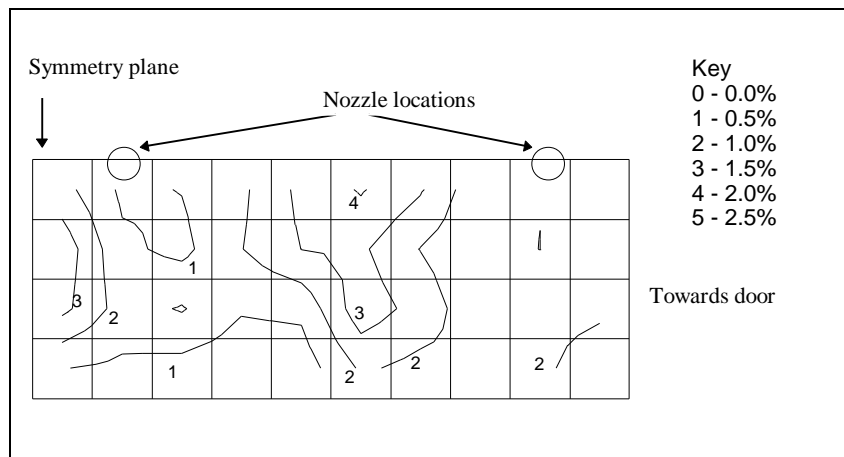 Symmetry plane
Nozzle locations
Key
0 - 0.0%
1 - 0.5%
2 - 1.0%
3 - 1.5%
4 - 2.0%
5 - 2.5%
4
1
Towards door
3
2
3
1
2
2
2